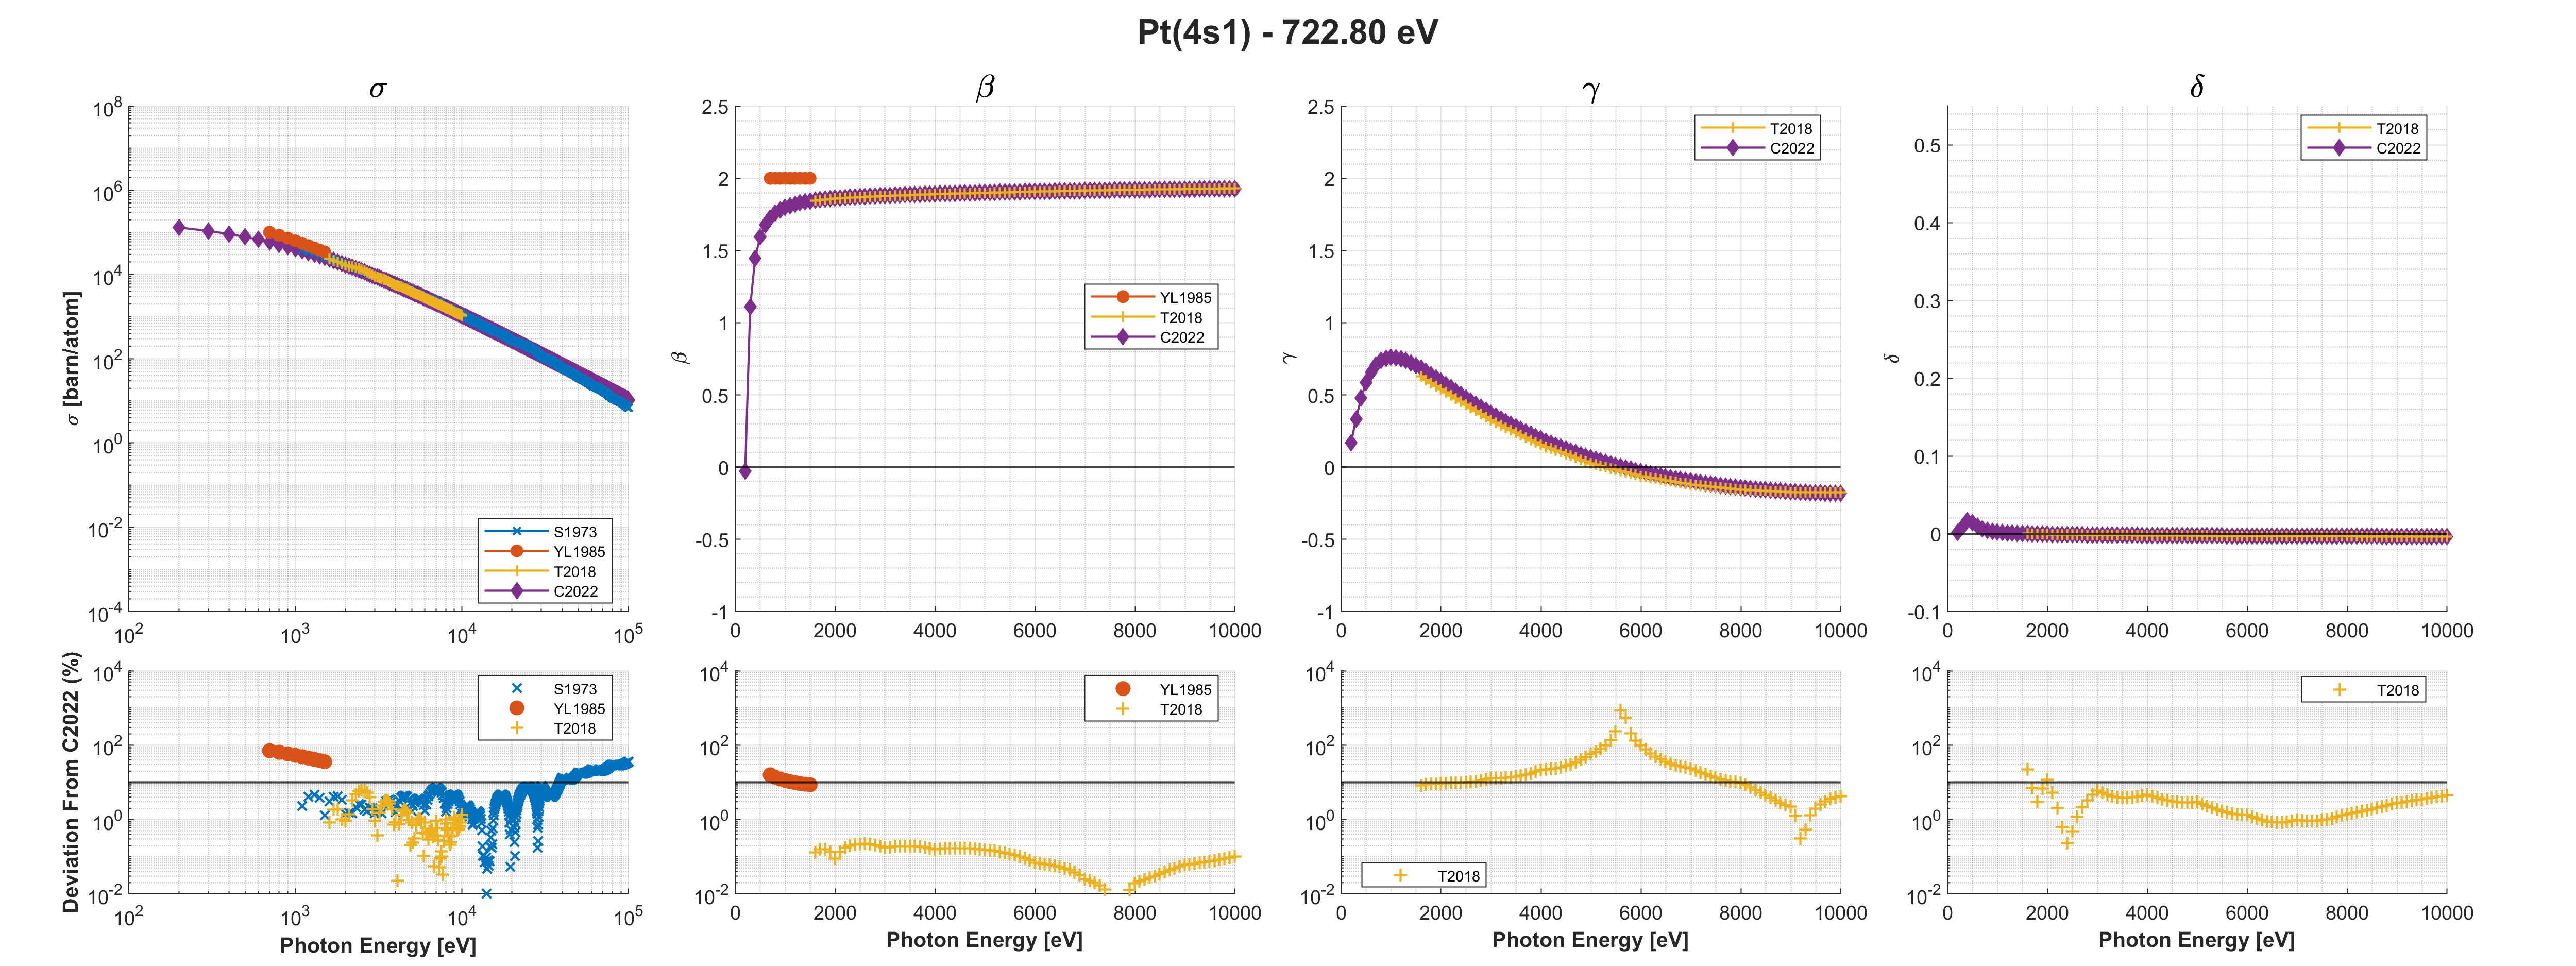 Pt(4s1) - 722.80 eV
σ
β
γ
δ
σ [barn/atom]
10^8
10^6
10^4
10^2
10^0
10^-2
10^-4
10^2 10^3 10^4 10^5
S1973
YL1985
T2018
C2022
β
2.5
2
1.5
1
0.5
0
-0.5
-1
0 2000 4000 6000 8000 10000
YL1985
T2018
C2022
γ
2.5
2
1.5
1
0.5
0
-0.5
-1
0 2000 4000 6000 8000 10000
T2018
C2022
δ
0.5
0.4
0.3
0.2
0.1
0
-0.1
0 2000 4000 6000 8000 10000
T2018
C2022
Deviation From C2022 (%)
10^4
10^2
10^0
10^-2
10^2 10^3 10^4 10^5
Photon Energy [eV]
S1973
YL1985
T2018
10^4
10^2
10^0
10^-2
0 2000 4000 6000 8000 10000
Photon Energy [eV]
YL1985
T2018
10^4
10^2
10^0
10^-2
0 2000 4000 6000 8000 10000
Photon Energy [eV]
T2018
10^4
10^2
10^0
10^-2
0 2000 4000 6000 8000 10000
Photon Energy [eV]
T2018